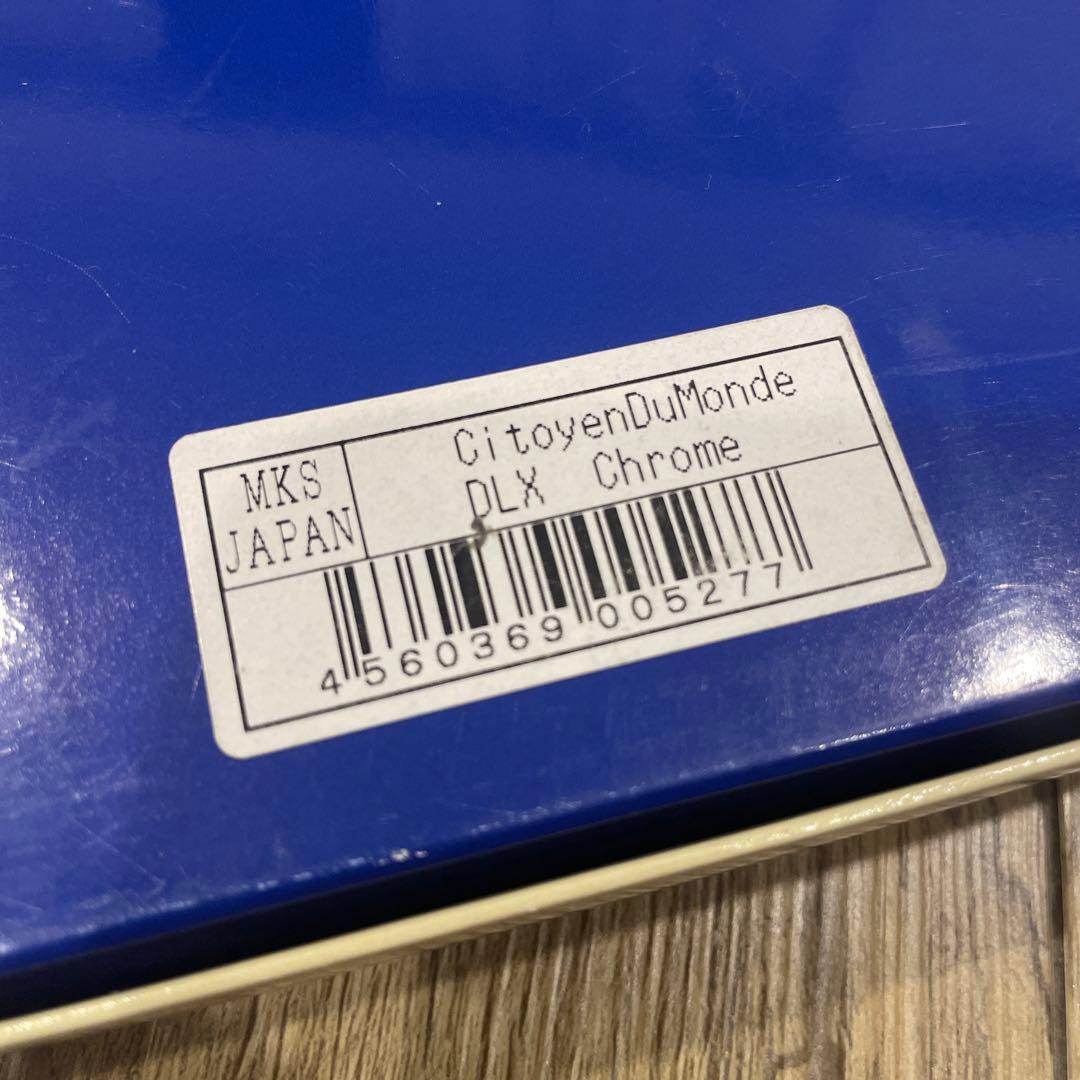 MKS
JAPAN
CitoyenDuMonde
DLX Chrome
4560369005277